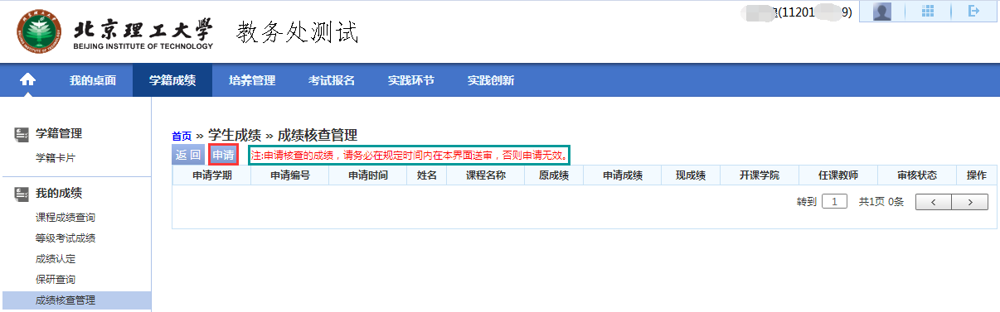 (11201 9)
北京理工大学
BEIJING INSTITUTE OF TECHNOLOGY
教务处测试
我的桌面 学籍成绩 培养管理 考试报名 实践环节 实践创新
学籍管理
学籍卡片
我的成绩
课程成绩查询
等级考试成绩
成绩认定
保研查询
成绩核查管理
首页 » 学生成绩 » 成绩核查管理
返 回 申请 注:申请核查的成绩，请务必在规定时间内在本界面送审，否则申请无效。
申请学期 申请编号 申请时间 姓名 课程名称 原成绩 申请成绩 现成绩 开课学院 任课教师 审核状态 操作
转到 1 共1页 0条 < >